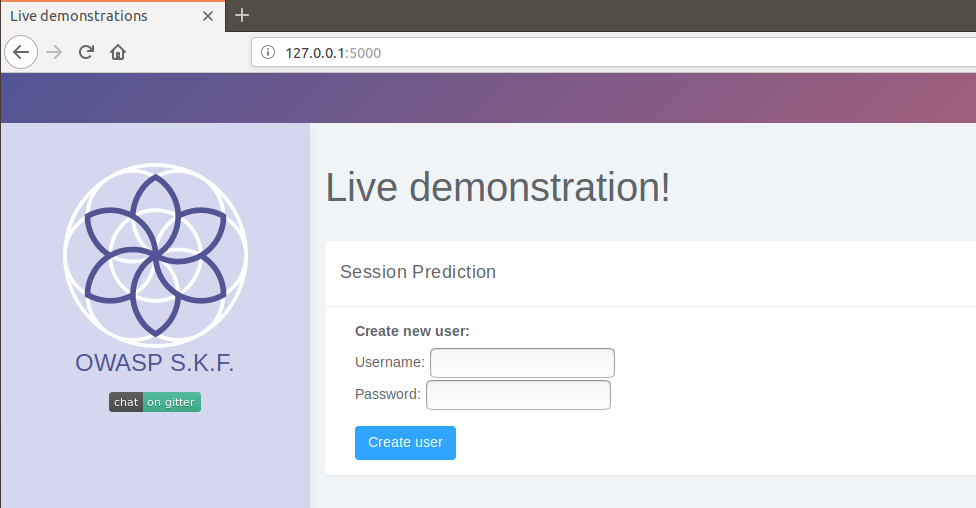 Live demonstrations
127.0.0.1:5000
OWASP S.K.F.
chat on gitter
Live demonstration!
Session Prediction
Create new user:
Username:
Password:
Create user